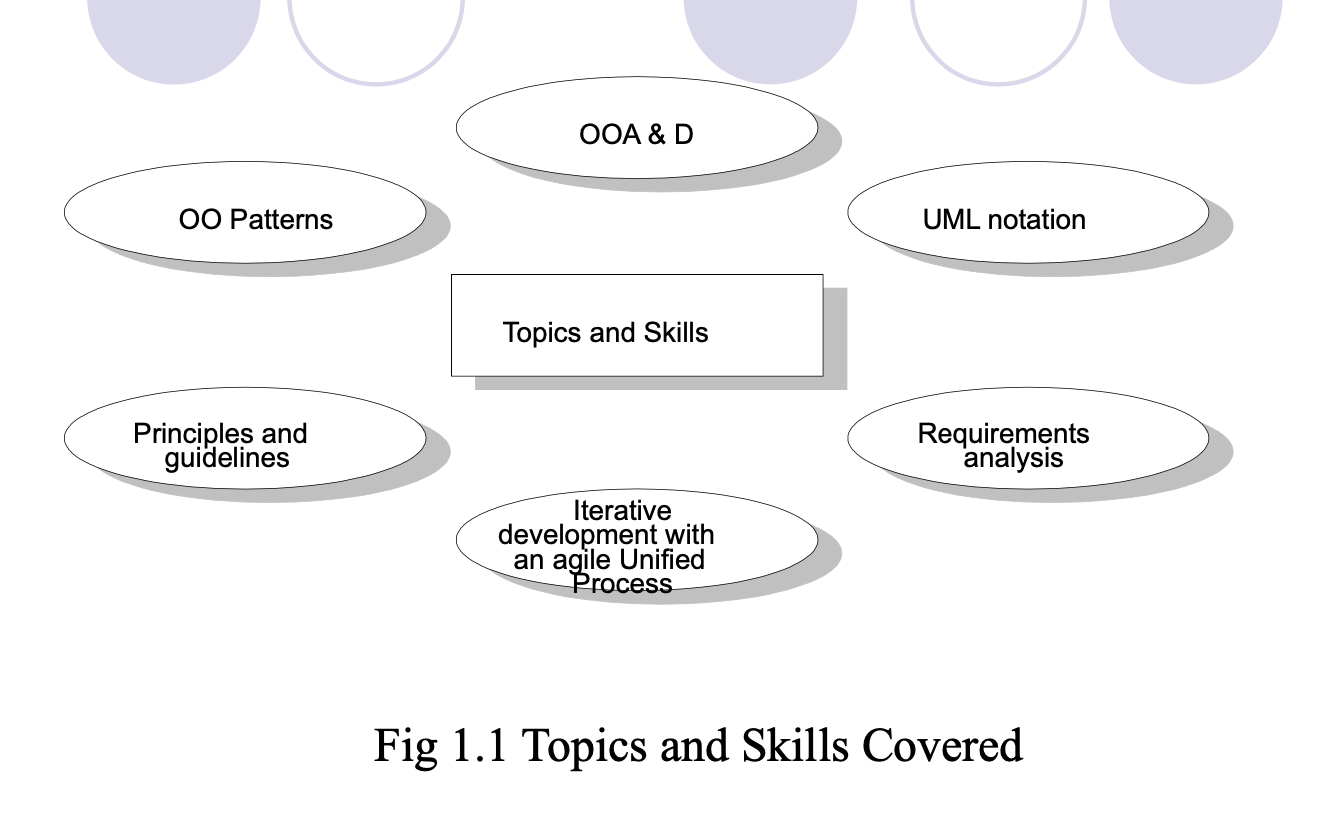 OOA & D
OO Patterns
UML notation
Topics and Skills
Principles and
guidelines
Requirements
analysis
Iterative
development with
an agile Unified
Process
Fig 1.1 Topics and Skills Covered